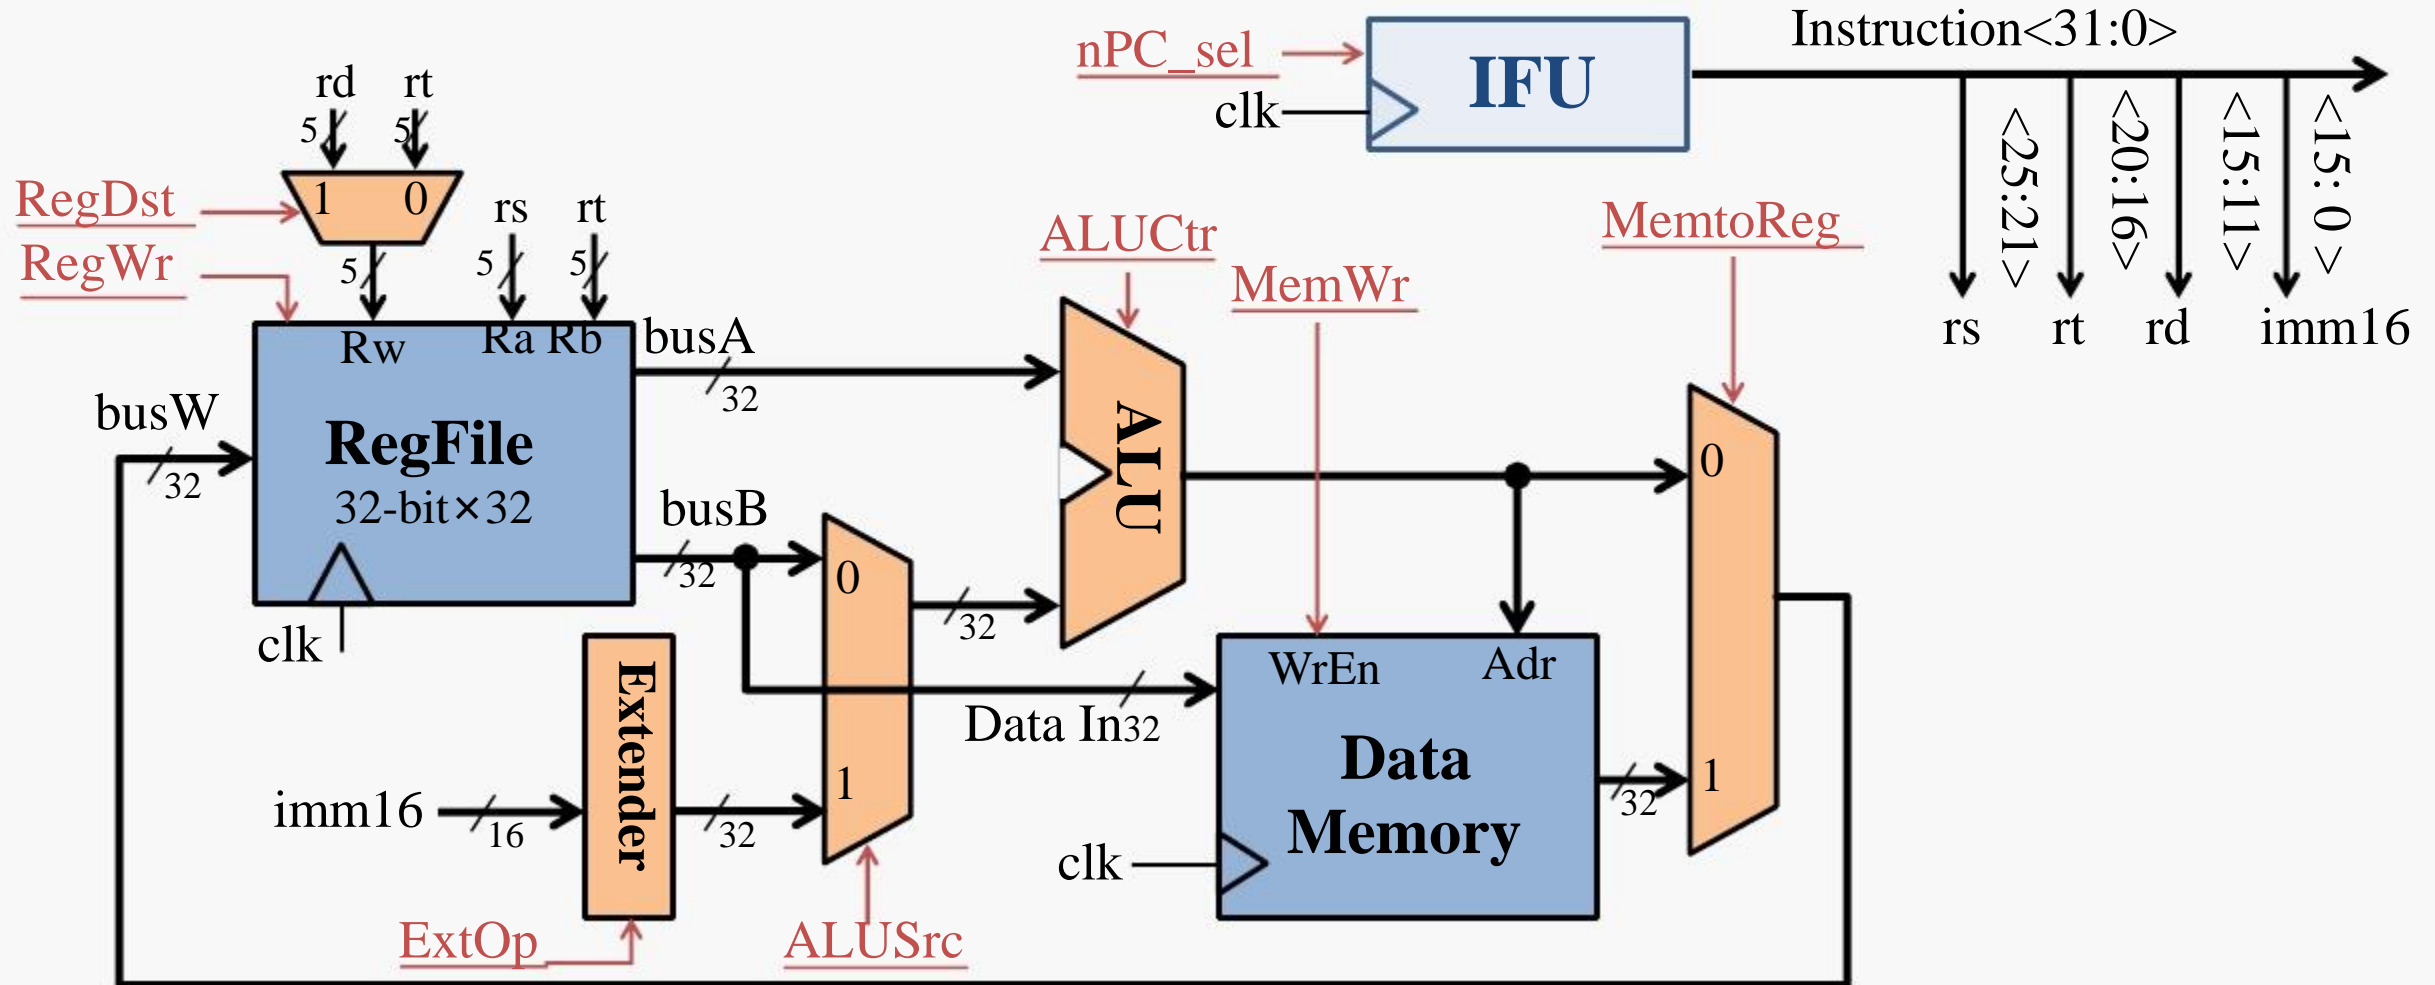 Instruction<31:0>
nPC_sel
IFU
clk
rd rt
5 5
<25:21>
<20:16>
<15:11>
<15: 0 >
1 0
RegDst
rs rt
RegWr
5 5 5
ALUCtr
MemWr
MemtoReg
rs rt rd imm16
Rw Ra Rb
busA
32
busW
32
RegFile
32-bit×32
ALU
0
busB
32
0
32
clk
Extender
WrEn Adr
Data In 32
Data
Memory
1
1
32
imm16
16
32
clk
ExtOp
ALUSrc